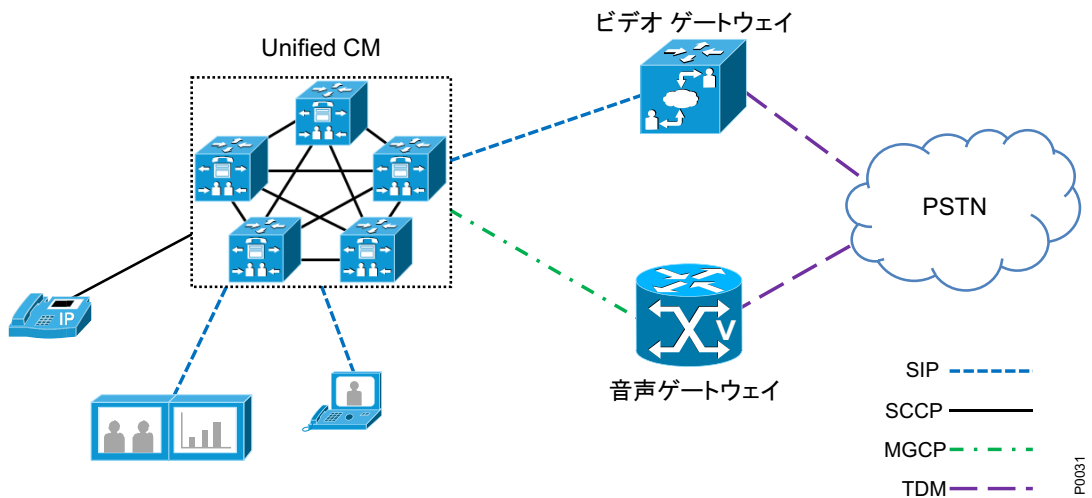 ビデオ ゲートウェイ
Unified CM
PSTN
IP
V
音声ゲートウェイ
SIP
SCCP
MGCP
TDM
P0031